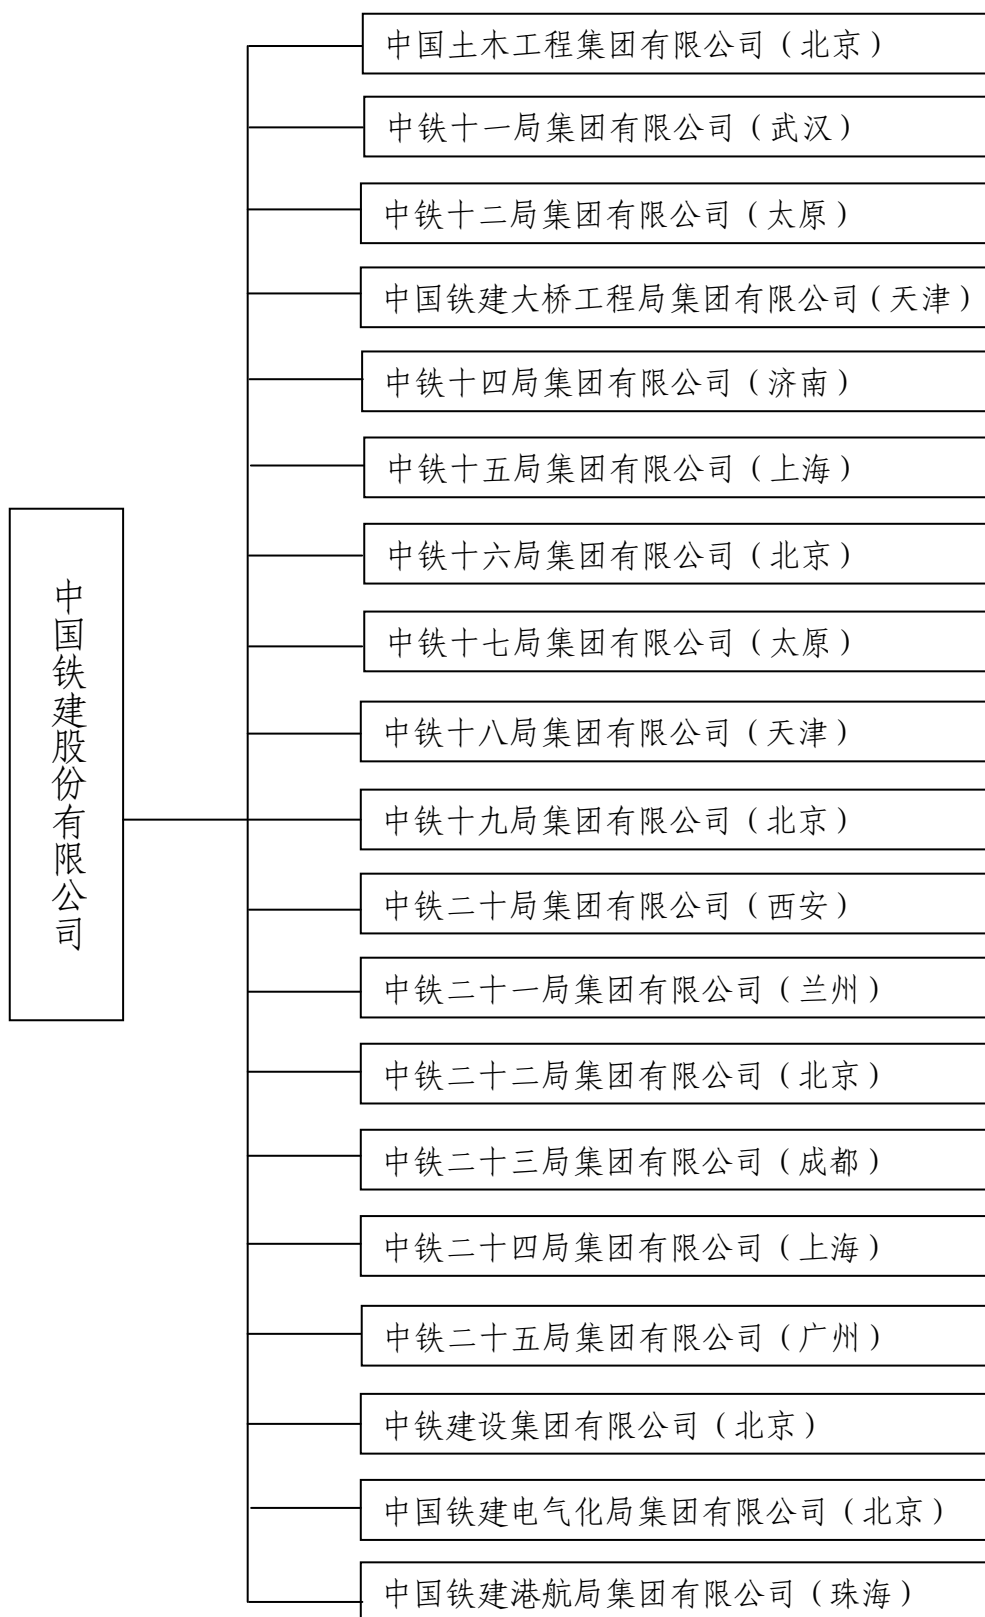 中国土木工程集团有限公司（北京）
中铁十一局集团有限公司（武汉）
中铁十二局集团有限公司（太原）
中国铁建大桥工程局集团有限公司（天津）
中铁十四局集团有限公司（济南）
中铁十五局集团有限公司（上海）
中铁十六局集团有限公司（北京）
中铁十七局集团有限公司（太原）
中铁十八局集团有限公司（天津）
中国铁建股份有限公司
中铁十九局集团有限公司（北京）
中铁二十局集团有限公司（西安）
中铁二十一局集团有限公司（兰州）
中铁二十二局集团有限公司（北京）
中铁二十三局集团有限公司（成都）
中铁二十四局集团有限公司（上海）
中铁二十五局集团有限公司（广州）
中铁建设集团有限公司（北京）
中国铁建电气化局集团有限公司（北京）
中国铁建港航局集团有限公司（珠海）